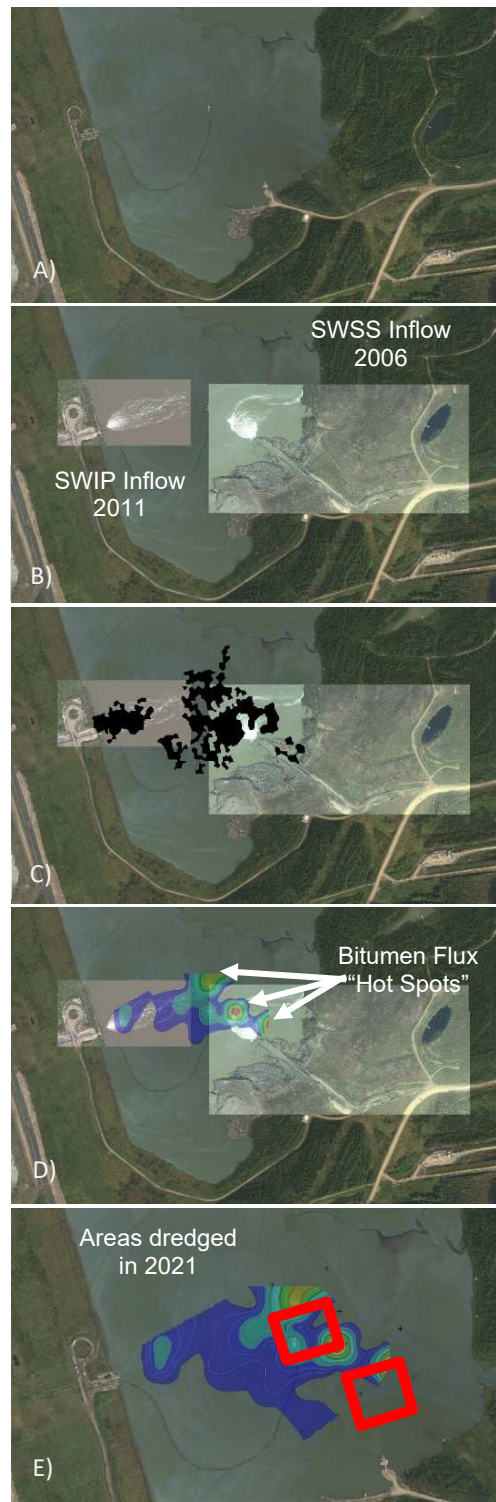 A)
SWSS Inflow
2006
SWIP Inflow
2011
B)
C)
Bitumen Flux
“Hot Spots”
D)
Areas dredged
in 2021
E)